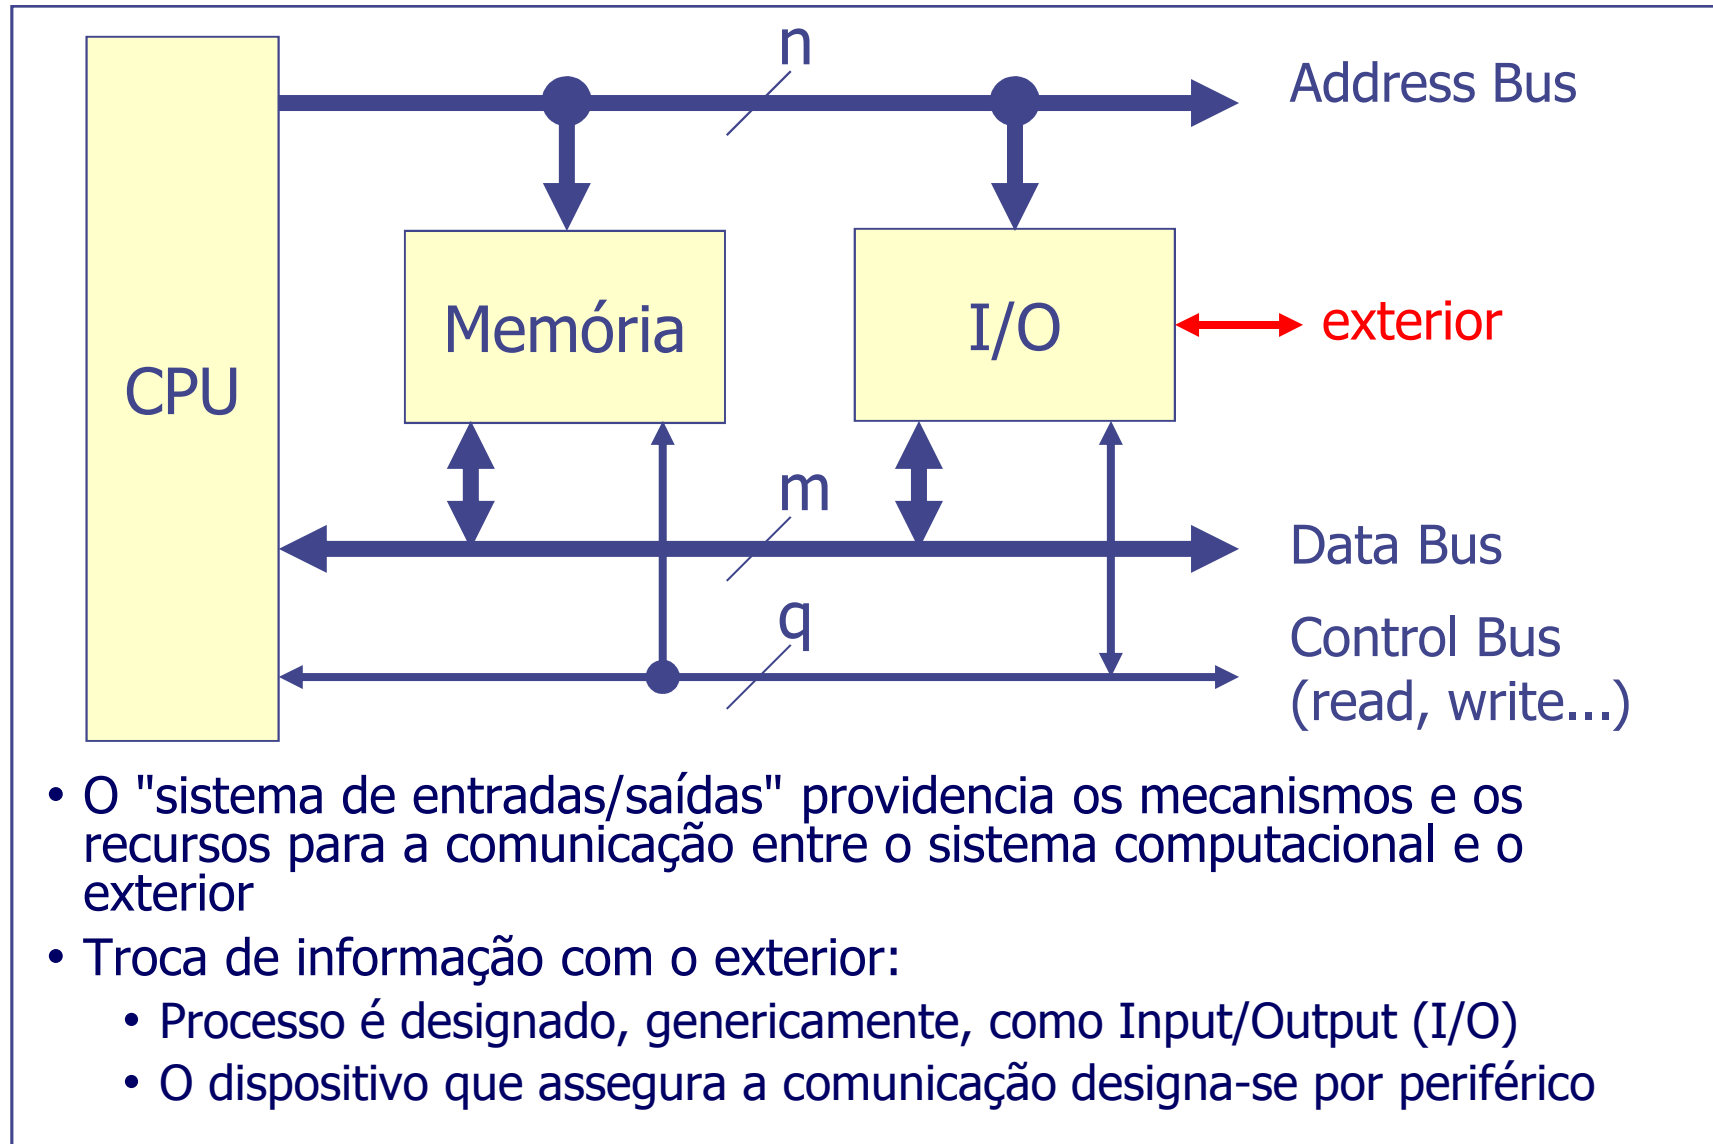 n
Address Bus
Memória
I/O
exterior
CPU
m
Data Bus
q
Control Bus
(read, write...)
• O "sistema de entradas/saídas" providencia os mecanismos e os
recursos para a comunicação entre o sistema computacional e o
exterior
• Troca de informação com o exterior:
• Processo é designado, genericamente, como Input/Output (I/O)
• O dispositivo que assegura a comunicação designa-se por periférico